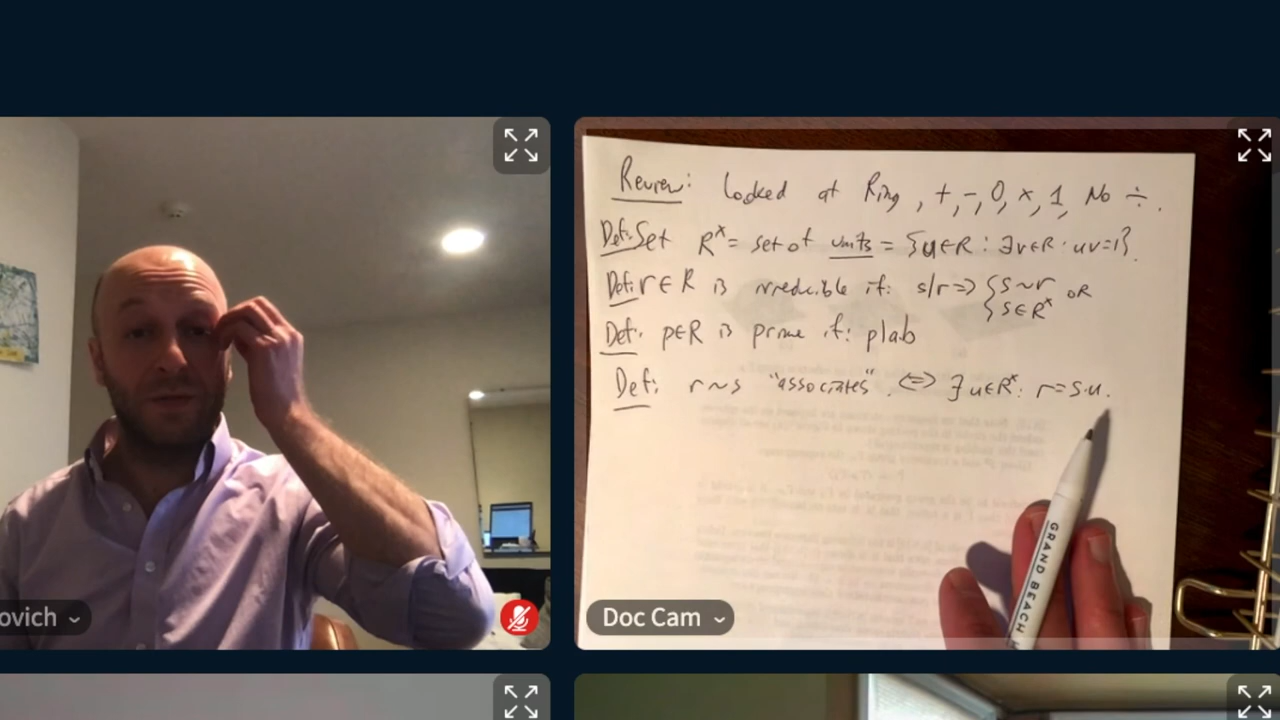 Review: Looked at Ring, +, -, 0, ×, 1, No ÷.
Def: Set R^× = set of units = {u∈R : ∃v∈R · uv=1}.
Def: r∈R is irreducible if: s|r => { s~r OR
s∈R^×
Def: p∈R is prime if: p|ab
Def: r~s "associates". <=> ∃u∈R^×: r=s·u.
GRAND BEACH
ovich
Doc Cam